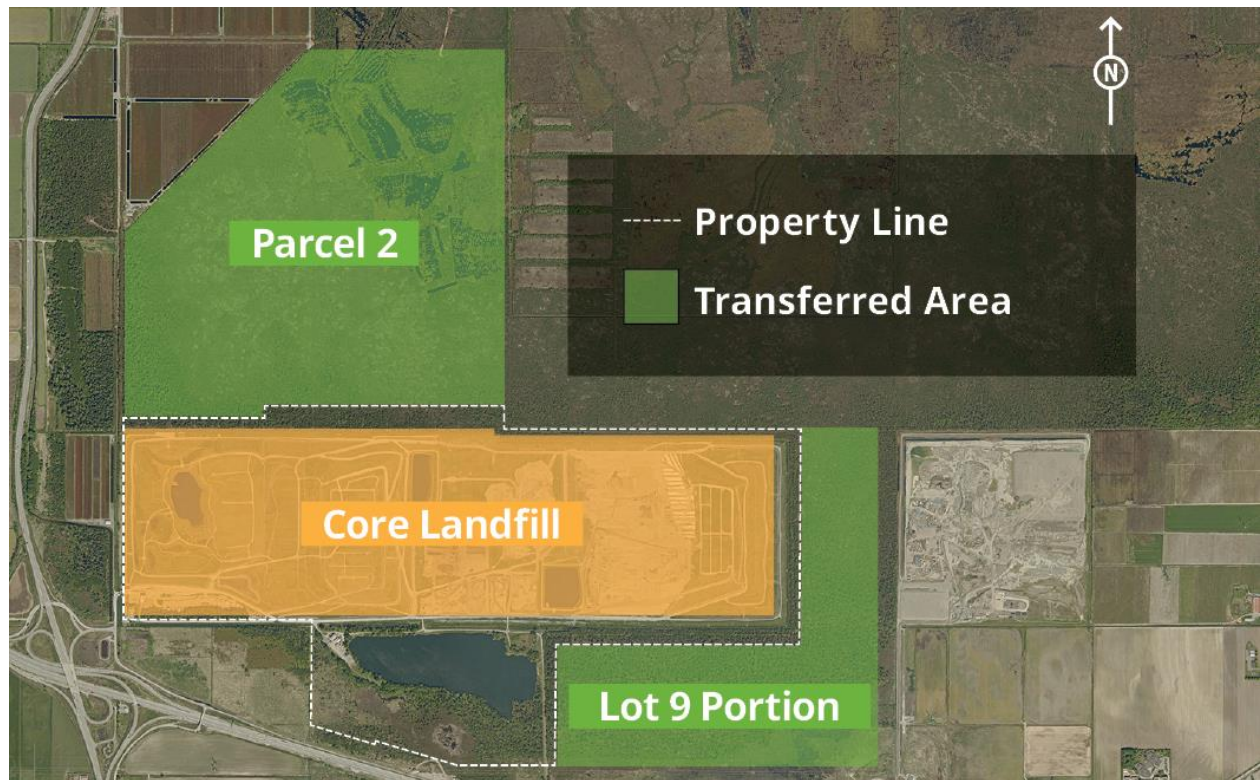 N
Parcel 2
Property Line
Transferred Area
Core Landfill
Lot 9 Portion